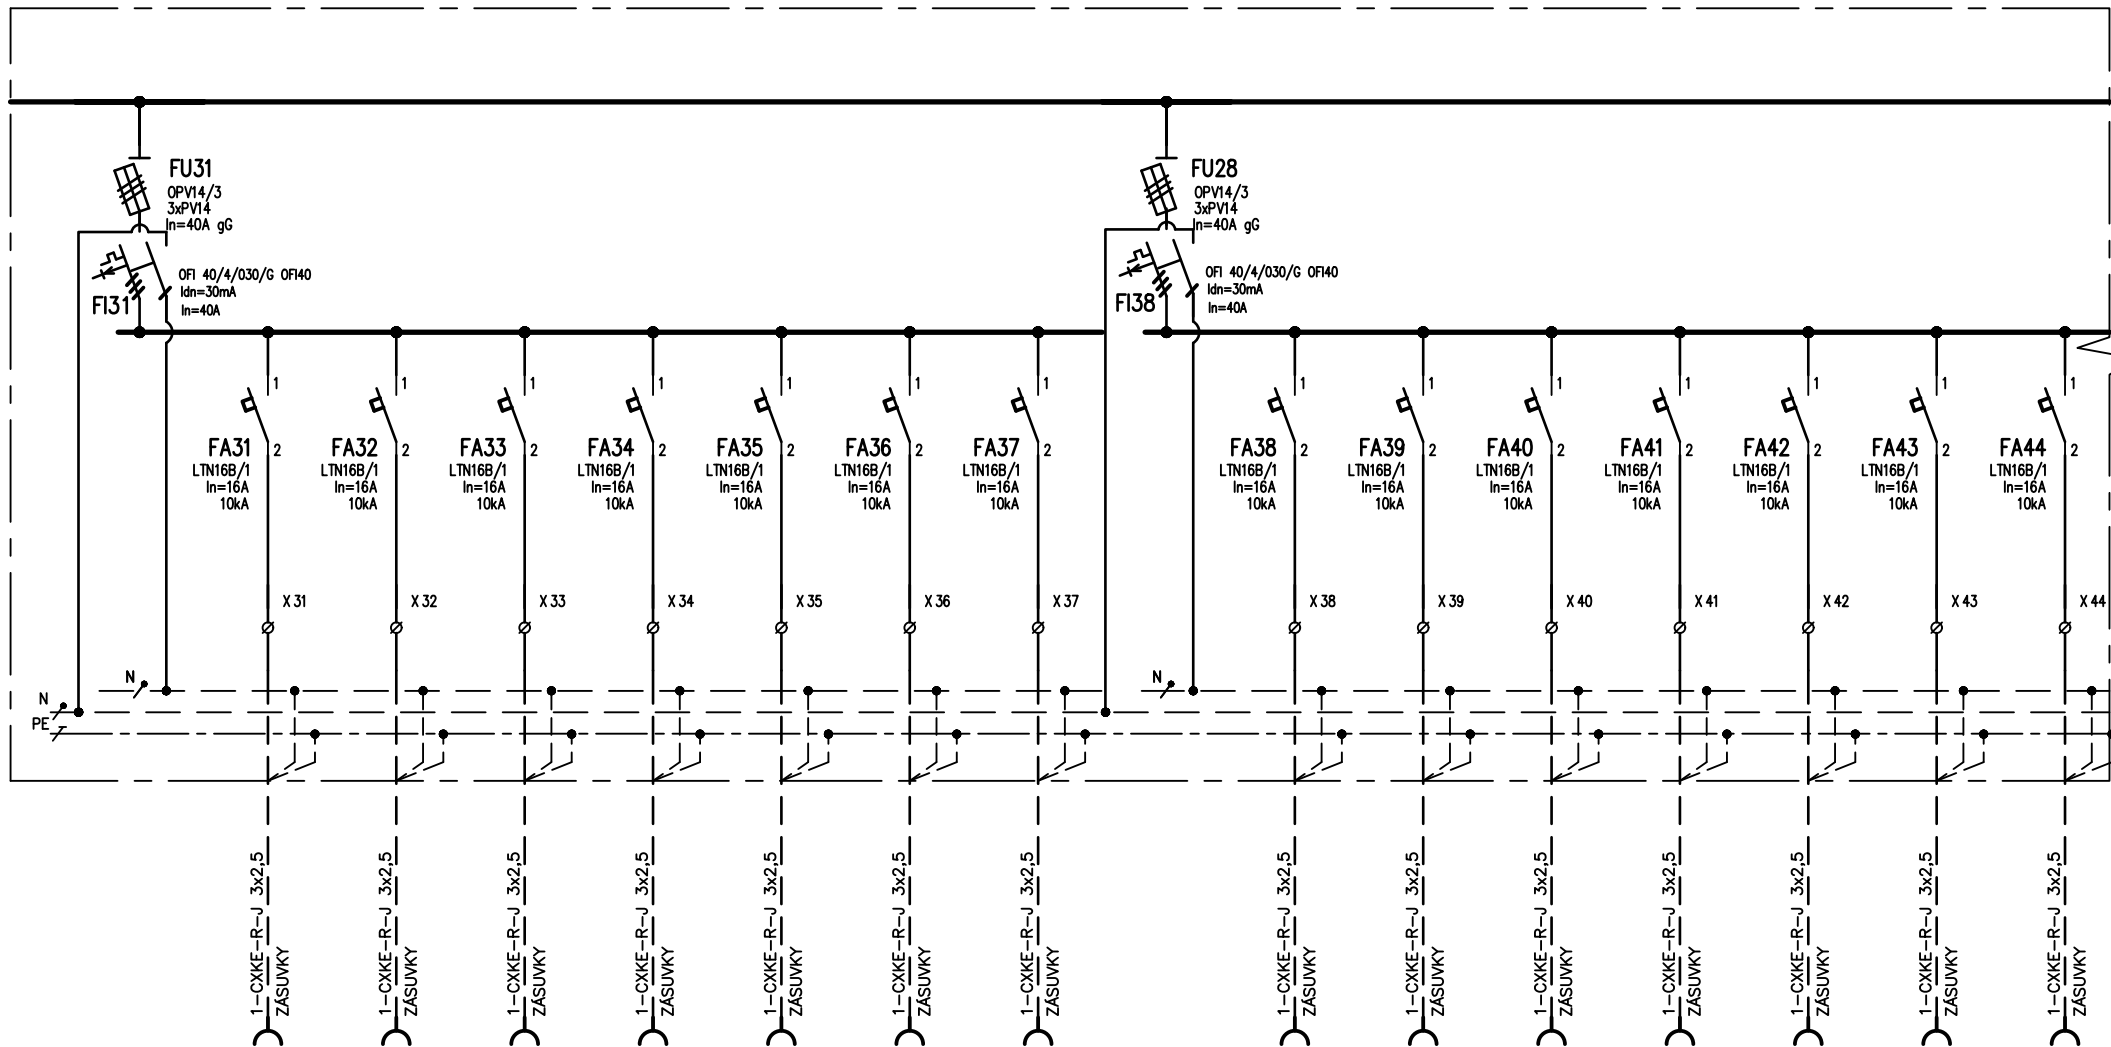 FU31
OPV14/3
3xPV14
In=40A gG
OFI 40/4/030/G OFI40
Idn=30mA
In=40A
FI31
FU28
OPV14/3
3xPV14
In=40A gG
OFI 40/4/030/G OFI40
Idn=30mA
In=40A
FI38
1
2
FA31
LTN16B/1
In=16A
10kA
1
2
FA32
LTN16B/1
In=16A
10kA
1
2
FA33
LTN16B/1
In=16A
10kA
1
2
FA34
LTN16B/1
In=16A
10kA
1
2
FA35
LTN16B/1
In=16A
10kA
1
2
FA36
LTN16B/1
In=16A
10kA
1
2
FA37
LTN16B/1
In=16A
10kA
1
2
FA38
LTN16B/1
In=16A
10kA
1
2
FA39
LTN16B/1
In=16A
10kA
1
2
FA40
LTN16B/1
In=16A
10kA
1
2
FA41
LTN16B/1
In=16A
10kA
1
2
FA42
LTN16B/1
In=16A
10kA
1
2
FA43
LTN16B/1
In=16A
10kA
1
2
FA44
LTN16B/1
In=16A
10kA
X 31
X 32
X 33
X 34
X 35
X 36
X 37
X 38
X 39
X 40
X 41
X 42
X 43
X 44
N
N
N
PE
1-CXKE-R-J 3x2,5
ZÁSUVKY
1-CXKE-R-J 3x2,5
ZÁSUVKY
1-CXKE-R-J 3x2,5
ZÁSUVKY
1-CXKE-R-J 3x2,5
ZÁSUVKY
1-CXKE-R-J 3x2,5
ZÁSUVKY
1-CXKE-R-J 3x2,5
ZÁSUVKY
1-CXKE-R-J 3x2,5
ZÁSUVKY
1-CXKE-R-J 3x2,5
ZÁSUVKY
1-CXKE-R-J 3x2,5
ZÁSUVKY
1-CXKE-R-J 3x2,5
ZÁSUVKY
1-CXKE-R-J 3x2,5
ZÁSUVKY
1-CXKE-R-J 3x2,5
ZÁSUVKY
1-CXKE-R-J 3x2,5
ZÁSUVKY
1-CXKE-R-J 3x2,5
ZÁSUVKY